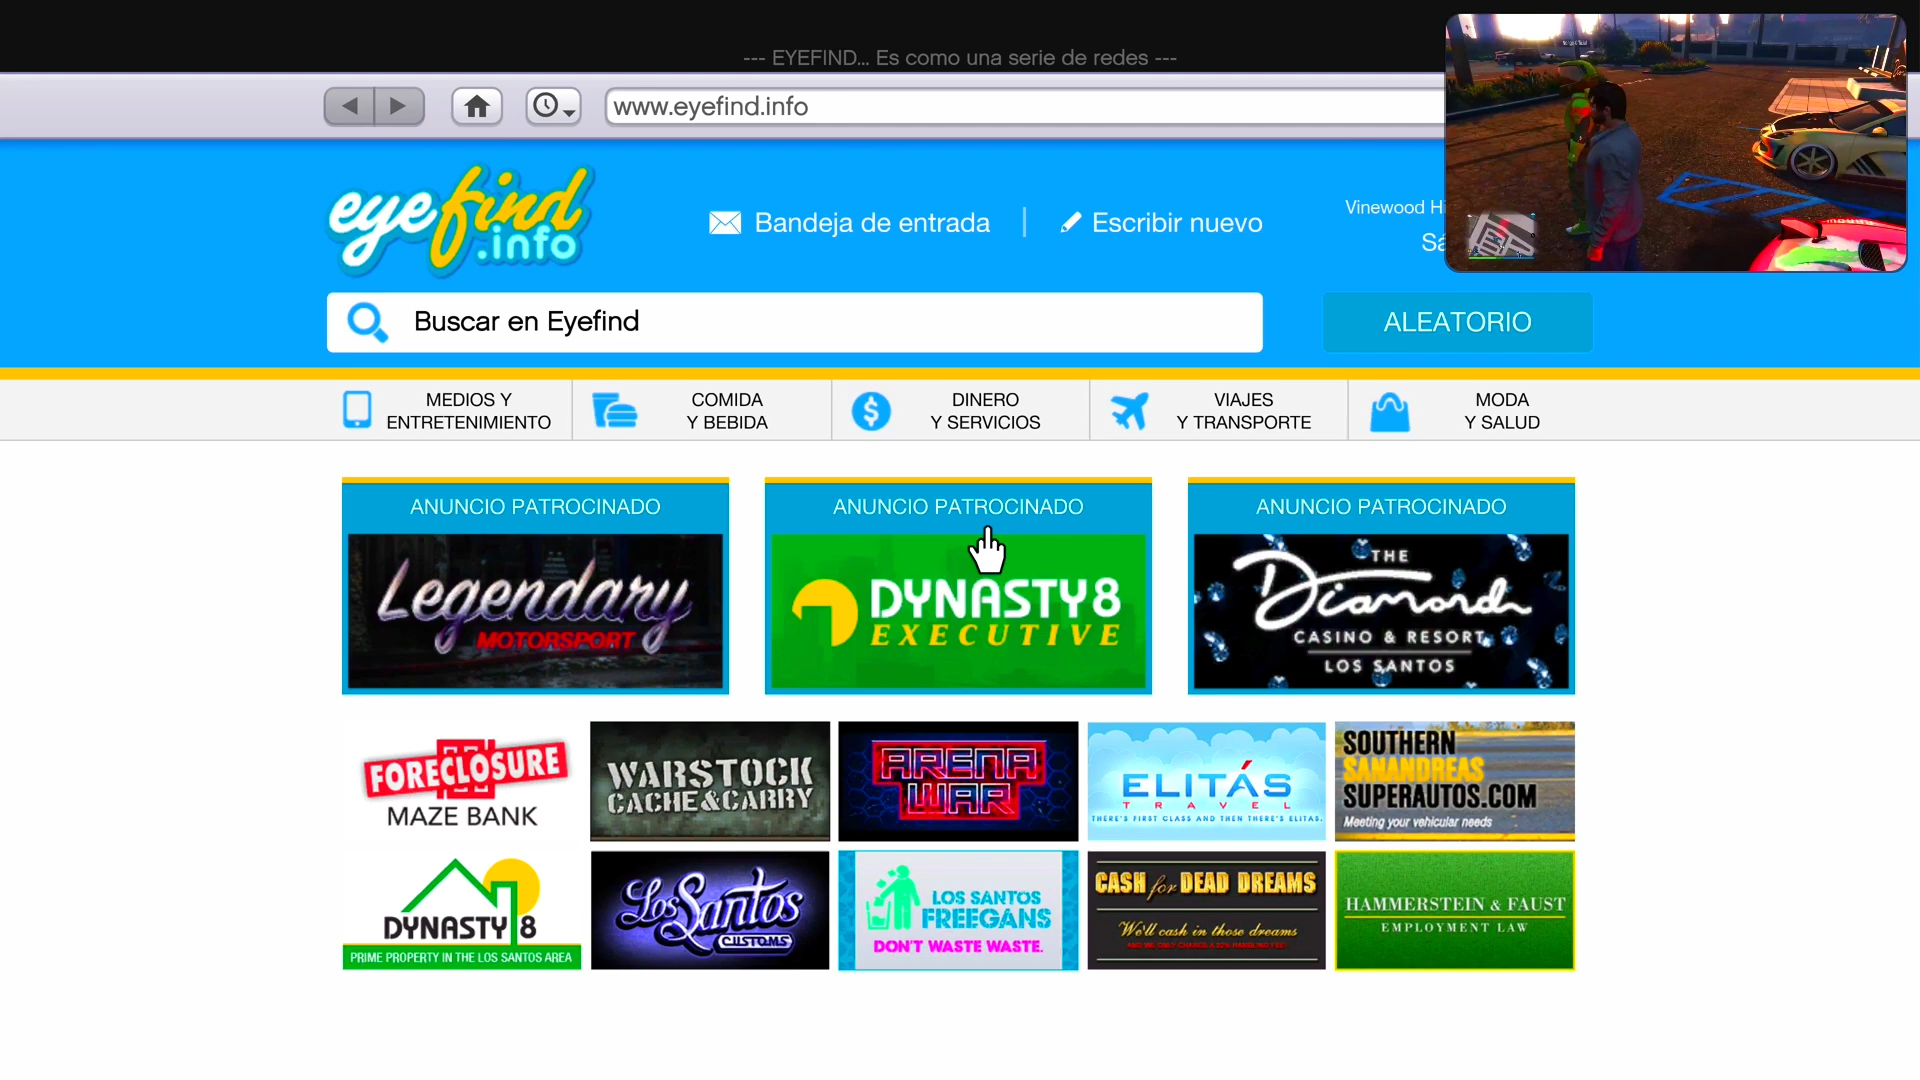 --- EYEFIND... Es como una serie de redes ---
www.eyefind.info
eyefind
.info
Bandeja de entrada
Escribir nuevo
Vinewood Hi
Sá
Buscar en Eyefind
ALEATORIO
MEDIOS Y
ENTRETENIMIENTO
COMIDA
Y BEBIDA
DINERO
Y SERVICIOS
VIAJES
Y TRANSPORTE
MODA
Y SALUD
ANUNCIO PATROCINADO
Legendary
MOTORSPORT
ANUNCIO PATROCINADO
DYNASTY8
EXECUTIVE
ANUNCIO PATROCINADO
THE
Diamond
CASINO & RESORT
LOS SANTOS
FORECLOSURE
MAZE BANK
WARSTOCK
CACHE&CARRY
ARENA
WAR
ELITÁS
TRAVEL
THERE'S FIRST CLASS AND THEN THERE'S ELITAS.
SOUTHERN
SANANDREAS
SUPERAUTOS.COM
Meeting your vehicular needs
DYNASTY 8
PRIME PROPERTY IN THE LOS SANTOS AREA
Los Santos
CUSTOMS
LOS SANTOS
FREEGANS
DON'T WASTE WASTE.
CASH for DEAD DREAMS
We'll cash in those dreams
HAMMERSTEIN & FAUST
EMPLOYMENT LAW